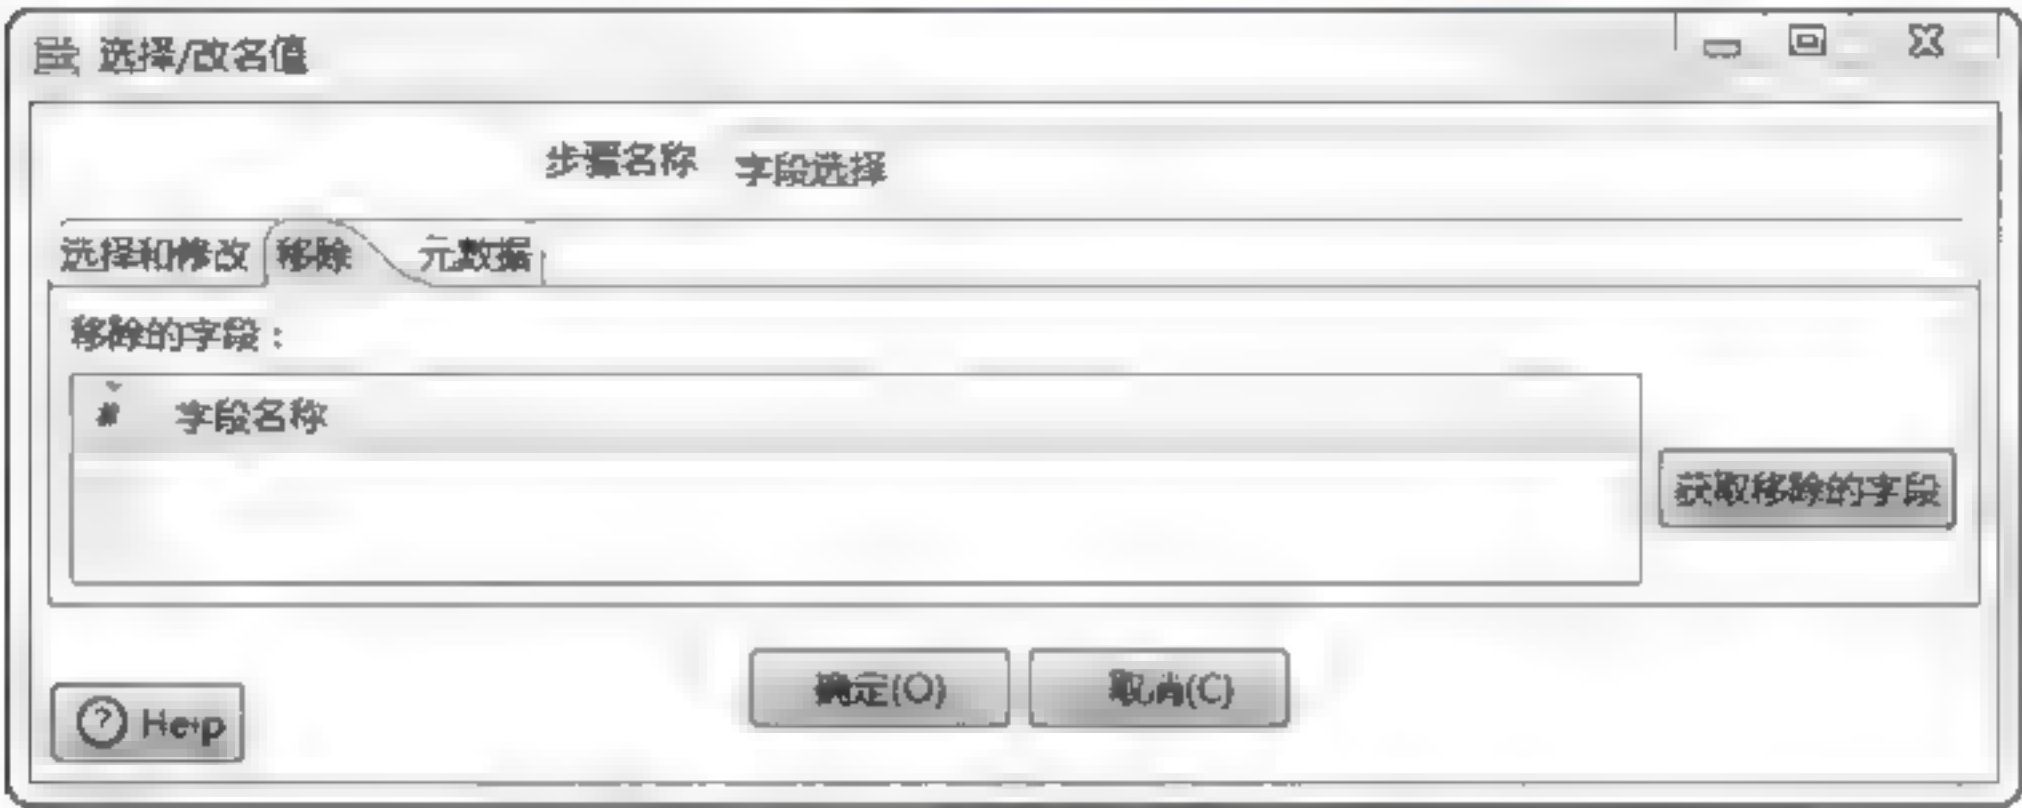 选择/改名值
步骤名称 字段选择
选择和修改 移除 元数据
移除的字段：
# 字段名称
获取移除的字段
确定(O) 取消(C)
Help